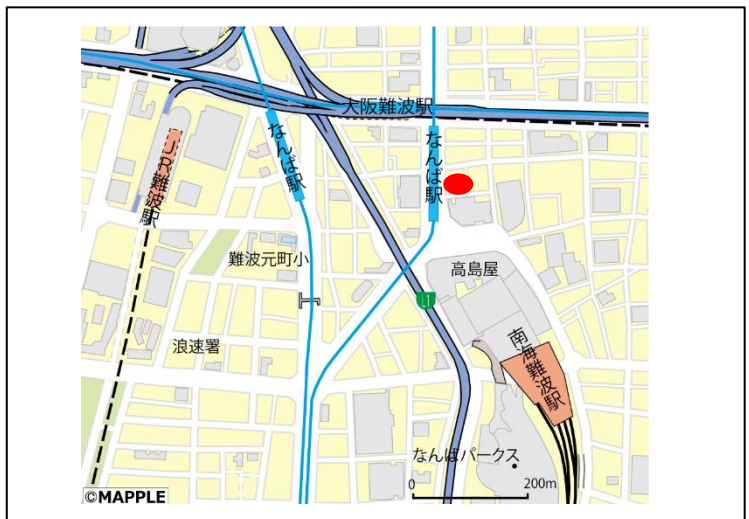 大阪難波駅
なんば駅
なんば駅
JR難波駅
難波元町小
高島屋
L1
浪速署
南海難波駅
なんばパークス
0
200m
©MAPPLE